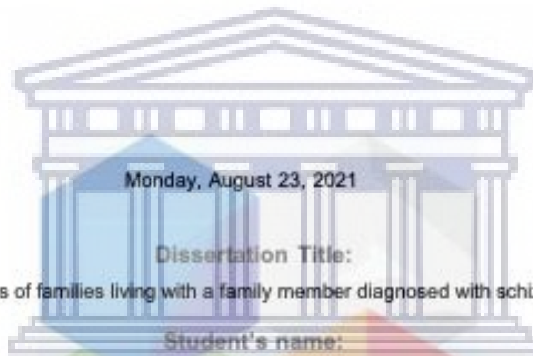 Monday, August 23, 2021
Dissertation Title:
s of families living with a family member diagnosed with schi
Student's name: